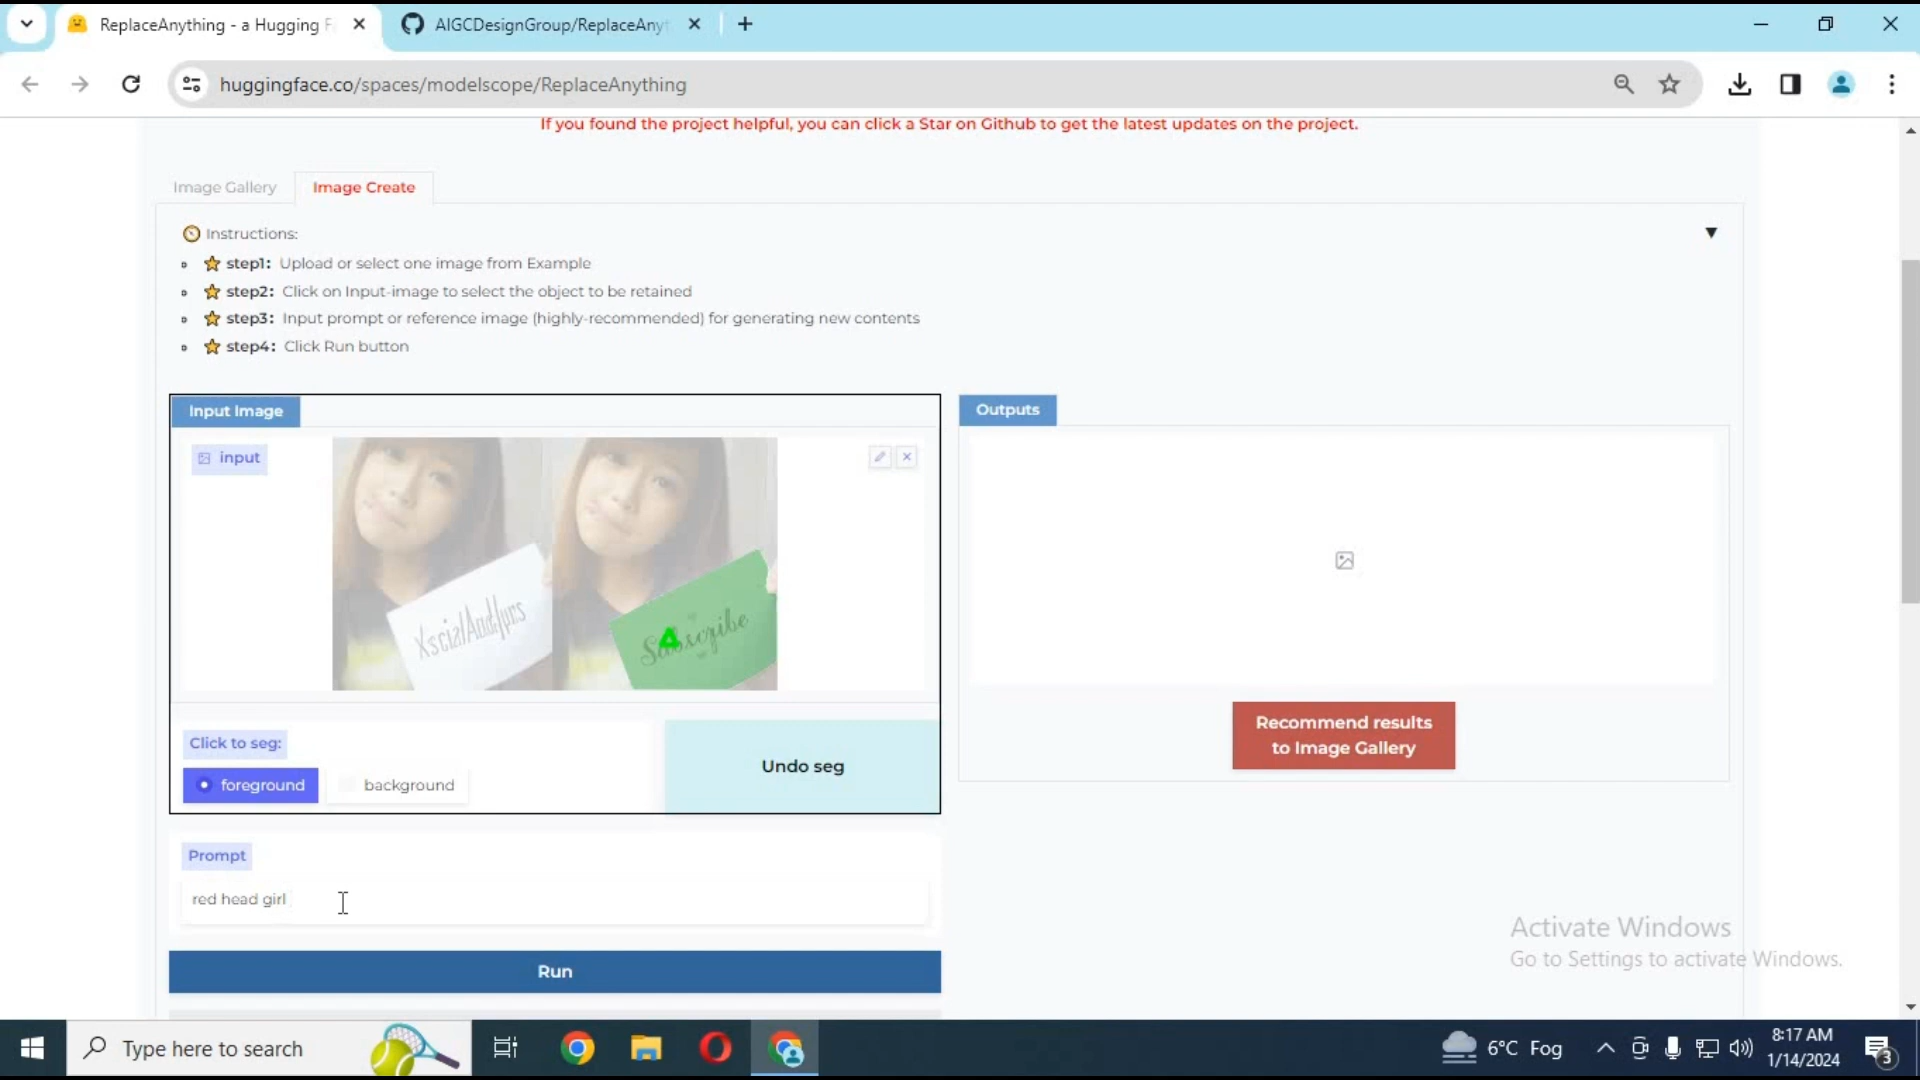 ReplaceAnything - a Hugging F
AIGCDesignGroup/ReplaceAnyt
huggingface.co/spaces/modelscope/ReplaceAnything
If you found the project helpful, you can click a Star on Github to get the latest updates on the project.
Image Gallery
Image Create
Instructions:
step1: Upload or select one image from Example
step2: Click on Input-image to select the object to be retained
step3: Input prompt or reference image (highly-recommended) for generating new contents
step4: Click Run button
Input Image
Outputs
input
Subscribe
Click to seg:
foreground
background
Undo seg
Recommend results
to Image Gallery
Prompt
red head girl
Run
Activate Windows
Go to Settings to activate Windows.
Type here to search
6°C Fog
8:17 AM
1/14/2024
3